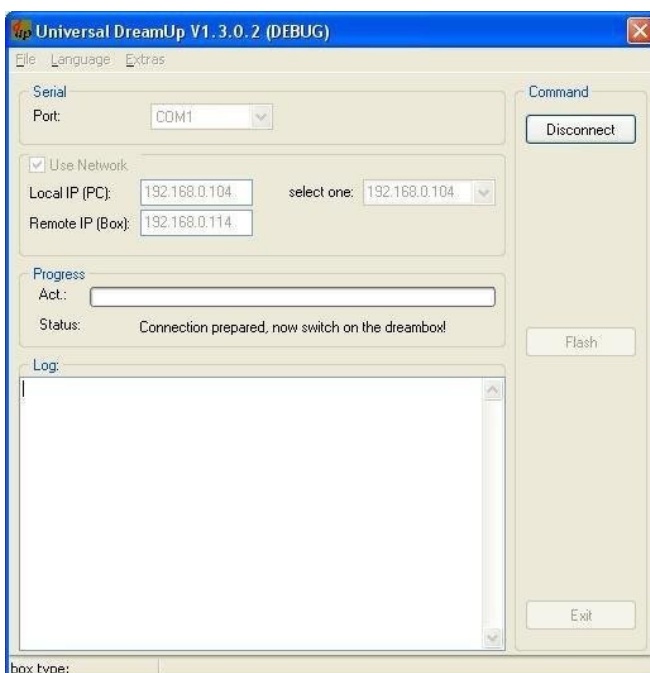 up Universal DreamUp V1.3.0.2 (DEBUG)
File Language Extras
Serial
Port: COM1
Command
Disconnect
Use Network
Local IP (PC): 192.168.0.104 select one: 192.168.0.104
Remote IP (Box): 192.168.0.114
Progress
Act.:
Status: Connection prepared, now switch on the dreambox!
Flash
Log:
Exit
box type: